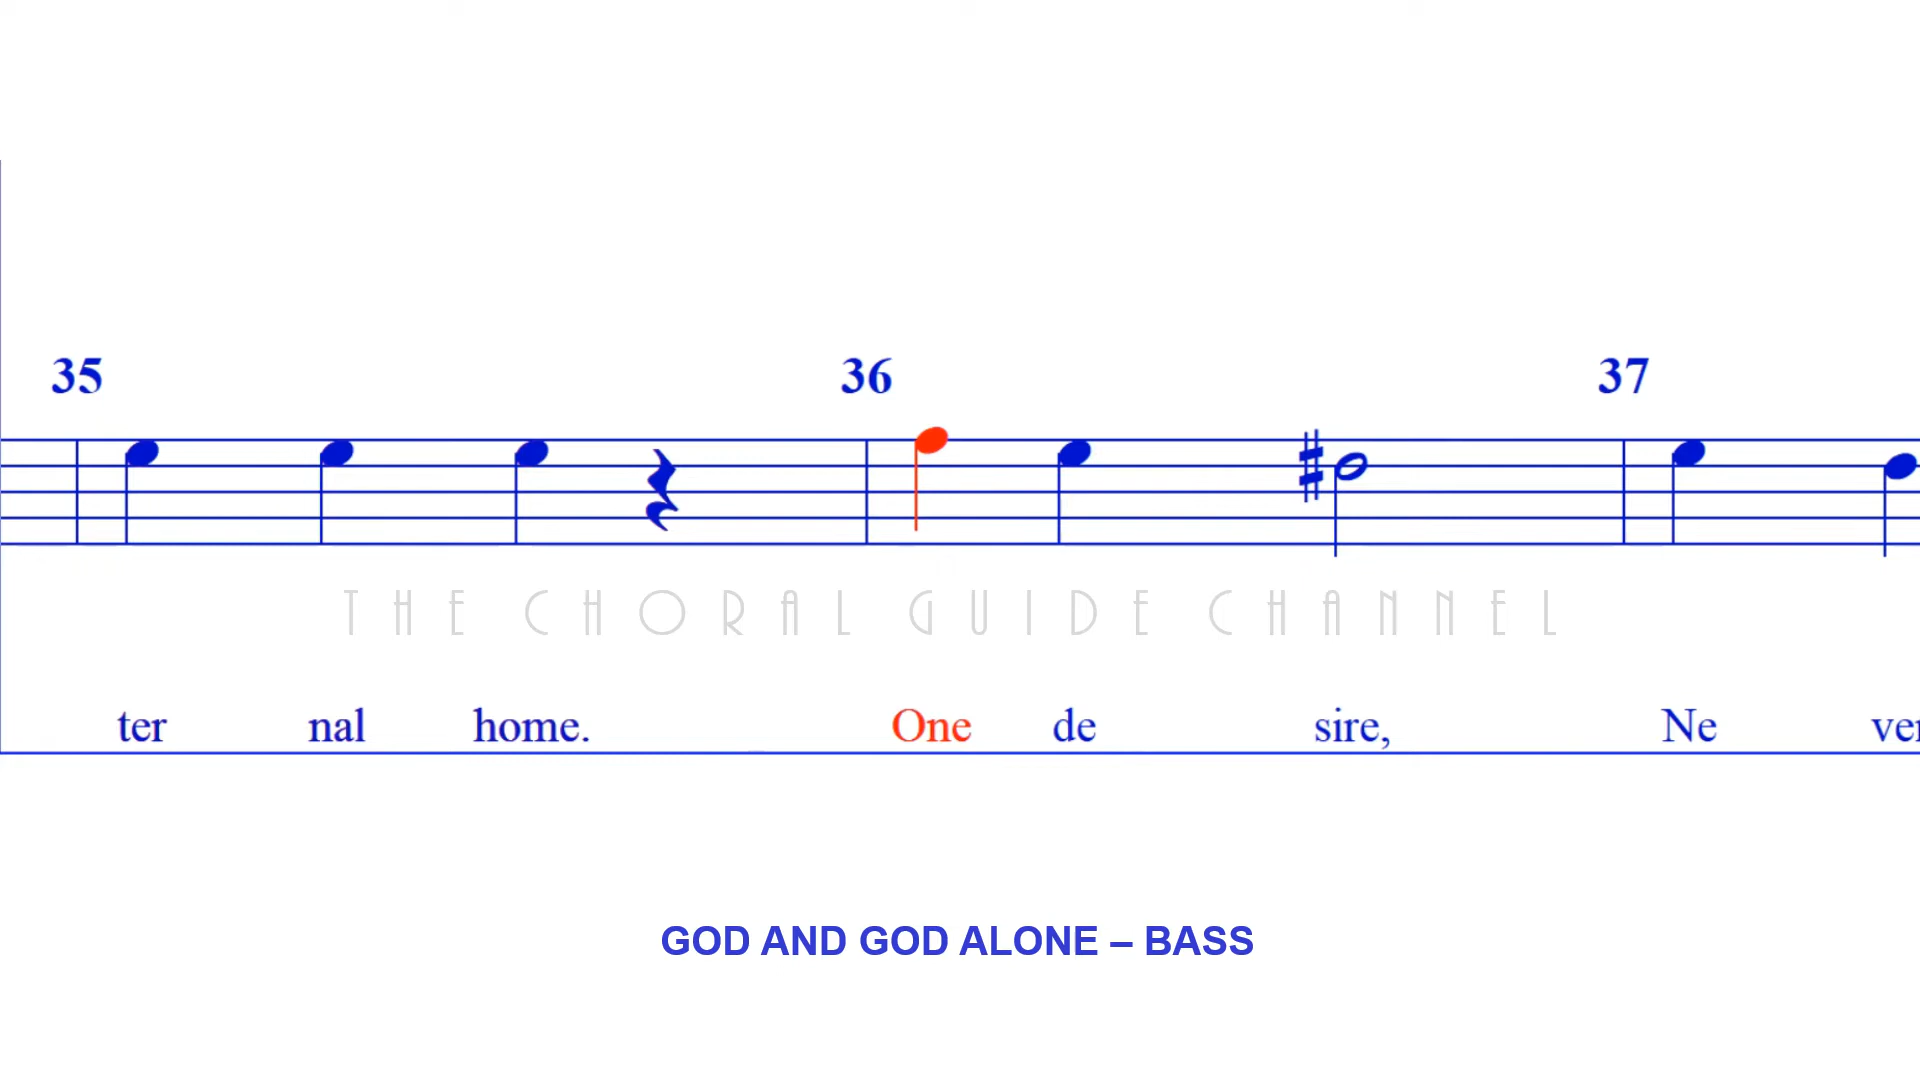 35 36 37
THE CHORAL GUIDE CHANNEL
ter nal home. One de sire, Ne ver
GOD AND GOD ALONE – BASS